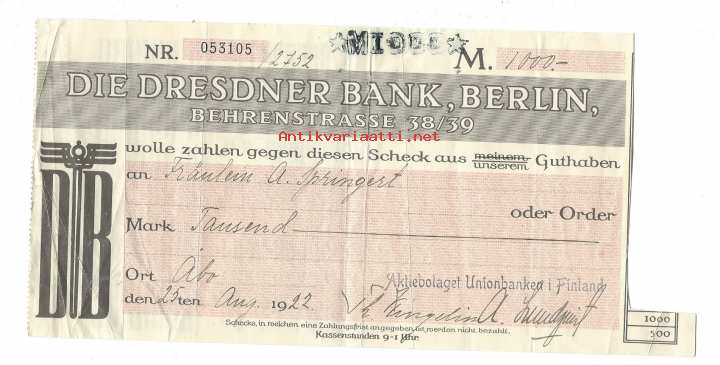 NR. 053105 /2752 *M1000* M. 1000.-
DIE DRESDNER BANK, BERLIN,
BEHRENSTRASSE 38/39
Antikvariaatti.net
wolle zahlen gegen diesen Scheck aus meinem unserem Guthaben
an Fräulein A. Springert
oder Order
Mark Tausend
DB
Ort Åbo
Aktiebolaget Unionbanken i Finland
den 25ten Aug. 1922
Schecks, in welchen eine Zahlungsfrist angegeben ist, werden nicht bezahlt.
Kassenstunden 9-1 Uhr
1000
500